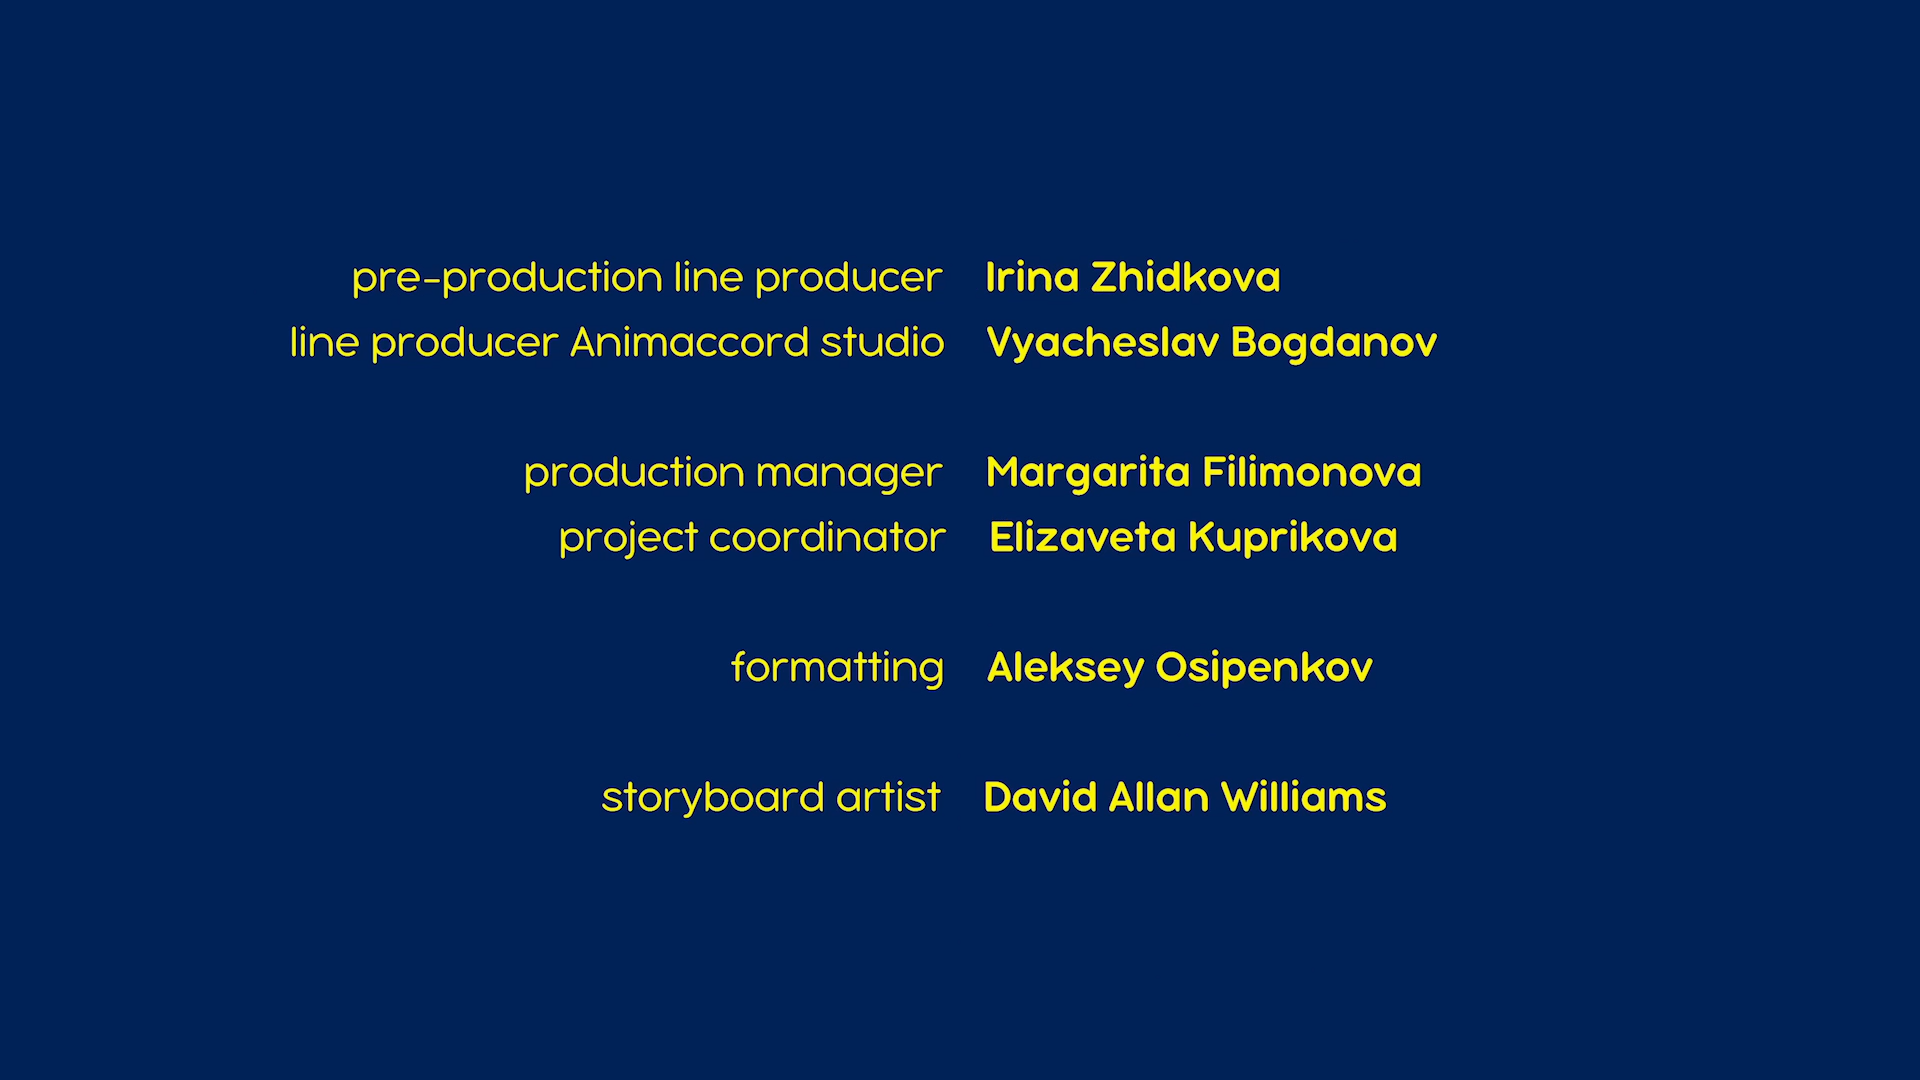 pre-production line producer Irina Zhidkova
line producer Animaccord studio Vyacheslav Bogdanov
production manager Margarita Filimonova
project coordinator Elizaveta Kuprikova
formatting Aleksey Osipenkov
storyboard artist David Allan Williams